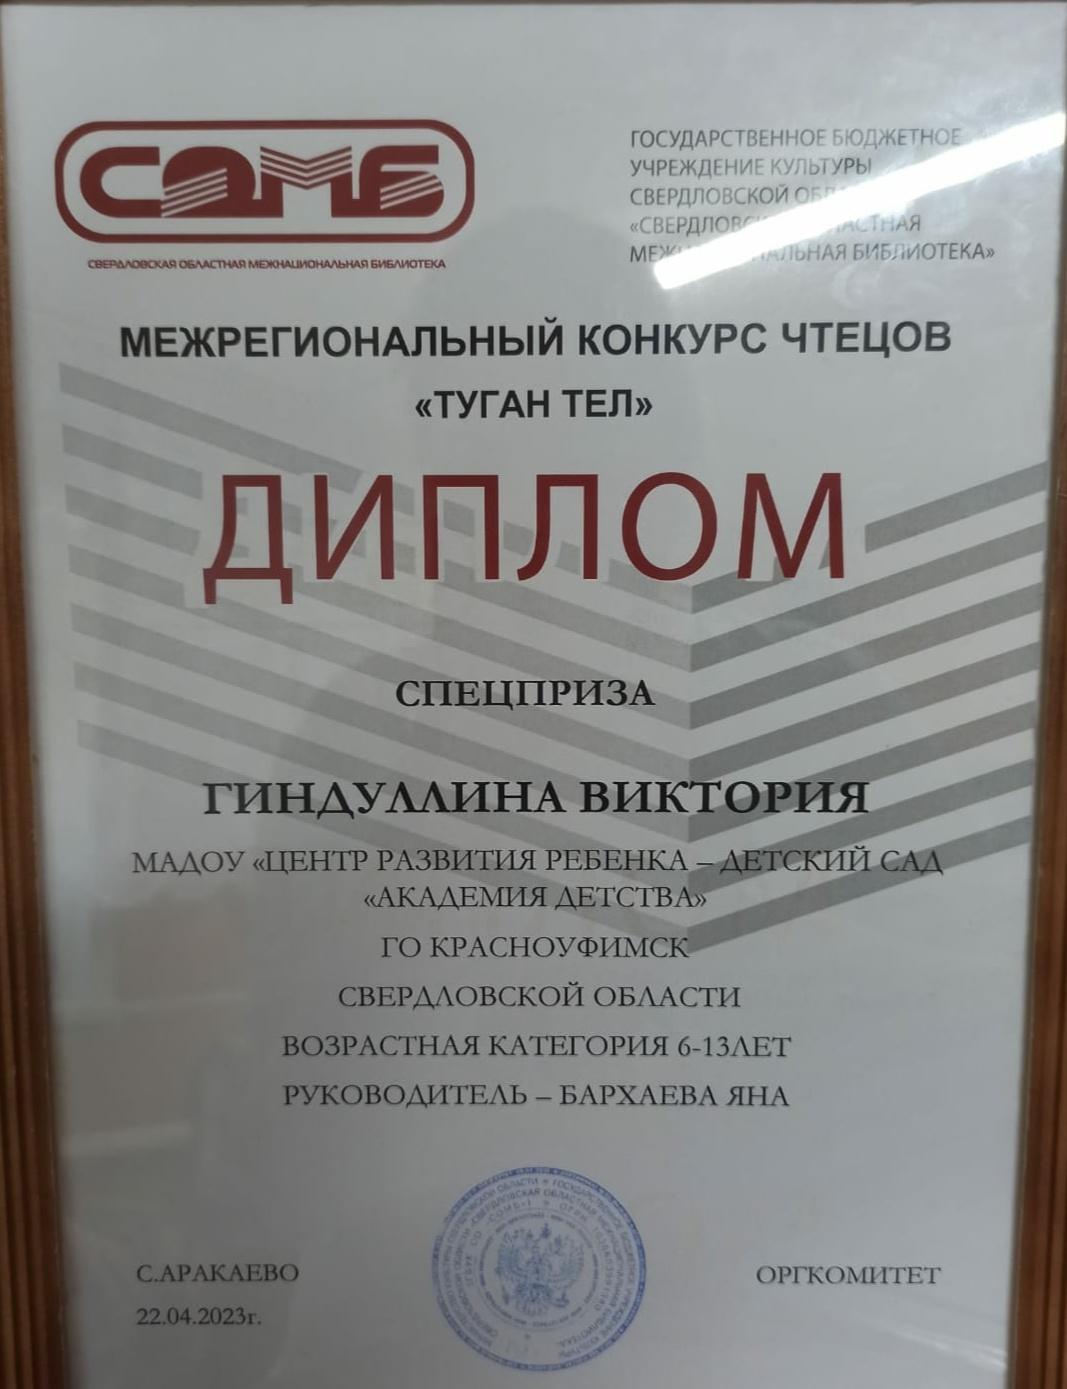 СОМБ
СВЕРДЛОВСКАЯ ОБЛАСТНАЯ МЕЖНАЦИОНАЛЬНАЯ БИБЛИОТЕКА
ГОСУДАРСТВЕННОЕ БЮДЖЕТНОЕ
УЧРЕЖДЕНИЕ КУЛЬТУРЫ
СВЕРДЛОВСКОЙ
БИБЛИОТЕКА»
МЕЖРЕГИОНАЛЬНЫЙ КОНКУРС ЧТЕЦОВ
«ТУГАН ТЕЛ»
ДИПЛОМ
СПЕЦПРИЗА
ГИНДУЛЛИНА ВИКТОРИЯ
МАДОУ «ЦЕНТР РАЗВИТИЯ РЕБЕНКА – ДЕТСКИЙ САД
«АКАДЕМИЯ ДЕТСТВА»
ГО КРАСНОУФИМСК
СВЕРДЛОВСКОЙ ОБЛАСТИ
ВОЗРАСТНАЯ КАТЕГОРИЯ 6-13ЛЕТ
РУКОВОДИТЕЛЬ – БАРХАЕВА ЯНА
С.АРАКАЕВО
ОРГКОМИТЕТ
22.04.2023г.